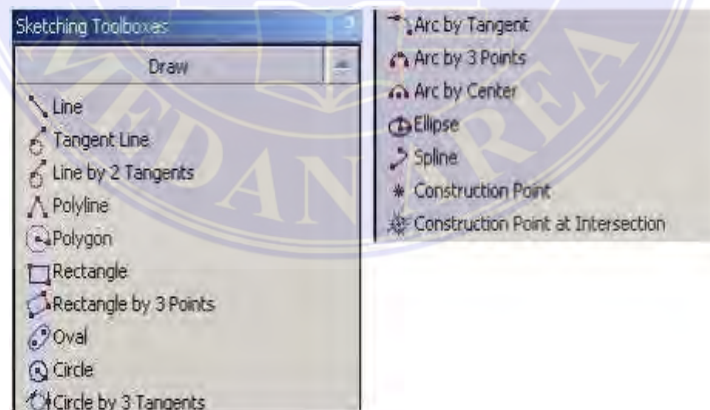 Sketching Toolboxes
Draw
Line
Tangent Line
Line by 2 Tangents
Polyline
Polygon
Rectangle
Rectangle by 3 Points
Oval
Circle
Circle by 3 Tangents
Arc by Tangent
Arc by 3 Points
Arc by Center
Ellipse
Spline
Construction Point
Construction Point at Intersection
MEDAN AREA